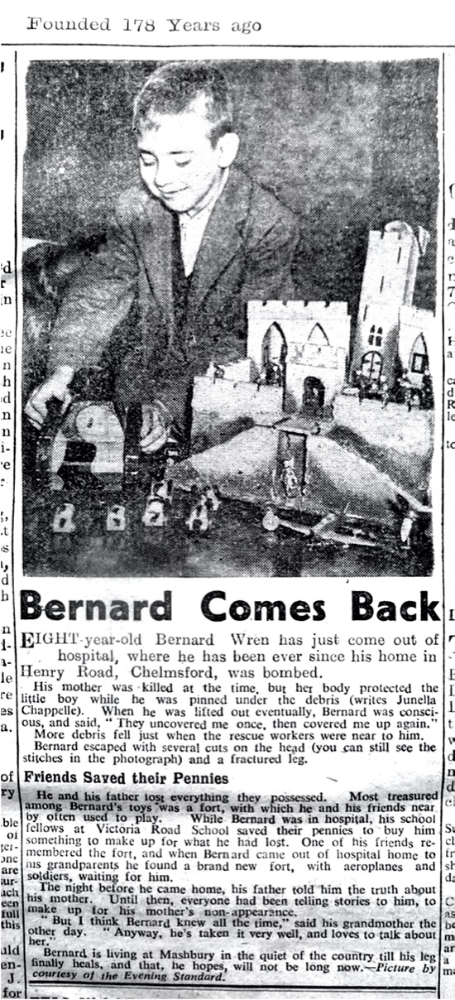 Founded 178 Years ago
Bernard Comes Back
EIGHT-year-old Bernard Wren has just come out of
hospital, where he has been ever since his home in
Henry Road, Chelmsford, was bombed.
His mother was killed at the time, but her body protected the
little boy while he was pinned under the debris (writes Junella
Chappelle). When he was lifted out eventually, Bernard was consci-
ous, and said, " They uncovered me once, then covered me up again."
More debris fell just when the rescue workers were near to him.
Bernard escaped with several cuts on the head (you can still see the
stitches in the photograph) and a fractured leg.
Friends Saved their Pennies
He and his father lost everything they possessed. Most treasured
among Bernard's toys was a fort, with which he and his friends near
by often used to play. While Bernard was in hospital, his school
fellows at Victoria Road School saved their pennies to buy him
something to make up for what he had lost. One of his friends re-
membered the fort, and when Bernard came out of hospital home to
his grandparents he found a brand new fort, with aeroplanes and
soldiers, waiting for him.
The night before he came home, his father told him the truth about
his mother. Until then, everyone had been telling stories to him, to
make up for his mother's non-appearance.
" But I think Bernard knew all the time," said his grandmother the
other day. " Anyway, he's taken it very well, and loves to talk about
her."
Bernard is living at Mashbury in the quiet of the country till his leg
finally heals, and that, he hopes, will not be long now.—Picture by
courtesy of the Evening Standard.